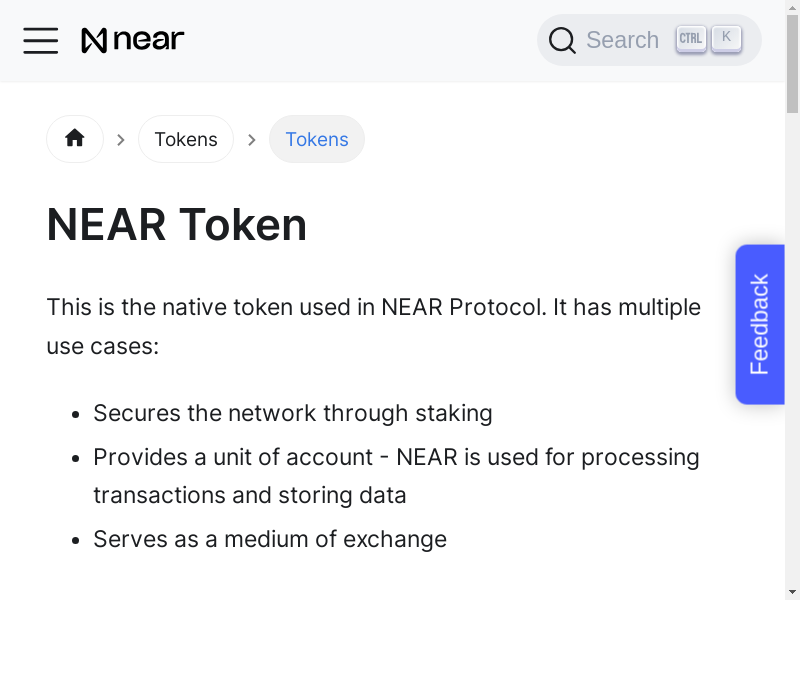 near
Search
CTRL
K
Tokens
Tokens
NEAR Token
This is the native token used in NEAR Protocol. It has multiple
use cases:
Secures the network through staking
Provides a unit of account - NEAR is used for processing
transactions and storing data
Serves as a medium of exchange
Feedback